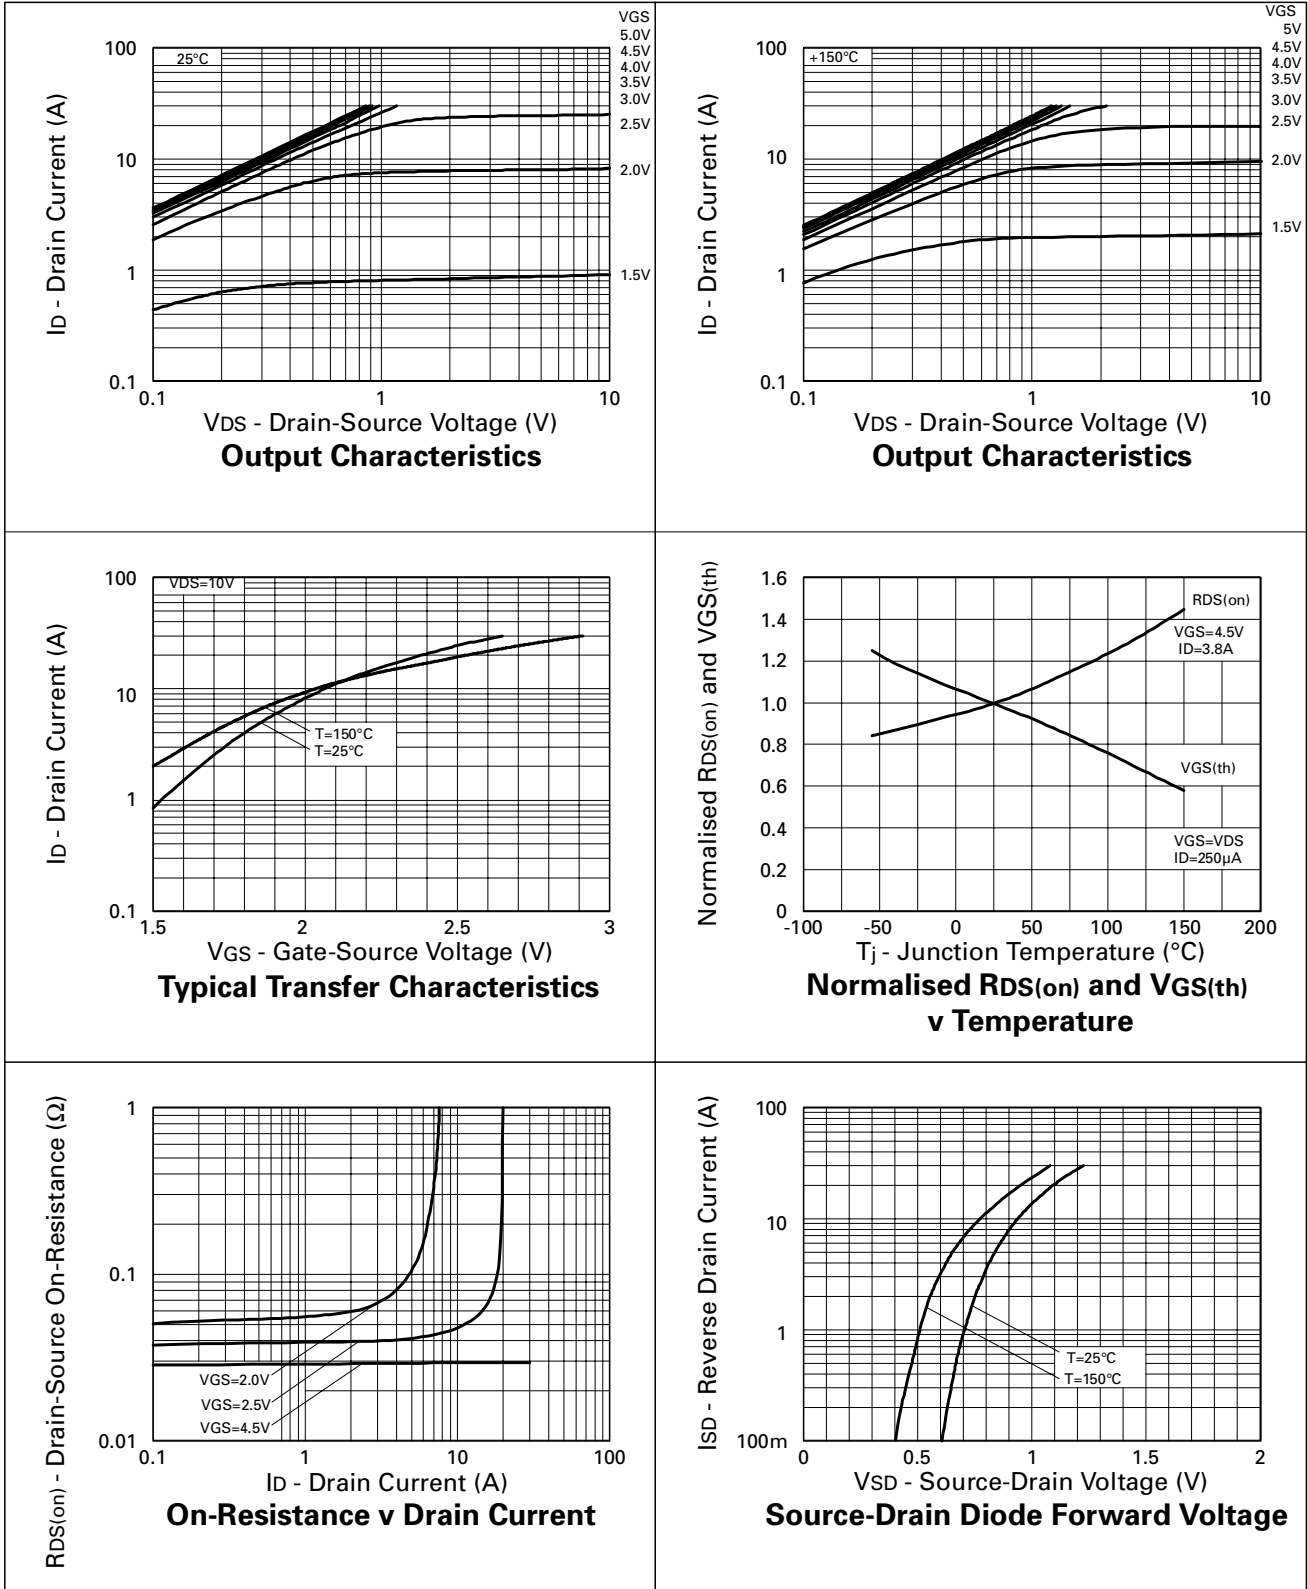 VGS
5.0V
4.5V
4.0V
3.5V
3.0V
2.5V
2.0V
1.5V
25°C
100
10
1
0.1
0.1
1
10
ID - Drain Current (A)
VDS - Drain-Source Voltage (V)
Output Characteristics
VGS
5V
4.5V
4.0V
3.5V
3.0V
2.5V
2.0V
1.5V
+150°C
100
10
1
0.1
0.1
1
10
ID - Drain Current (A)
VDS - Drain-Source Voltage (V)
Output Characteristics
VDS=10V
100
10
1
0.1
T=150°C
T=25°C
1.5
2
2.5
3
ID - Drain Current (A)
VGS - Gate-Source Voltage (V)
Typical Transfer Characteristics
1.6
1.4
1.2
1.0
0.8
0.6
0.4
0.2
0
RDS(on)
VGS=4.5V
ID=3.8A
VGS(th)
VGS=VDS
ID=250µA
-100
-50
0
50
100
150
200
Normalised RDS(on) and VGS(th)
Tj - Junction Temperature (°C)
Normalised RDS(on) and VGS(th)
v Temperature
1
0.1
0.01
VGS=2.0V
VGS=2.5V
VGS=4.5V
0.1
1
10
100
RDS(on) - Drain-Source On-Resistance (Ω)
ID - Drain Current (A)
On-Resistance v Drain Current
100
10
1
100m
T=25°C
T=150°C
0
0.5
1
1.5
2
ISD - Reverse Drain Current (A)
VSD - Source-Drain Voltage (V)
Source-Drain Diode Forward Voltage